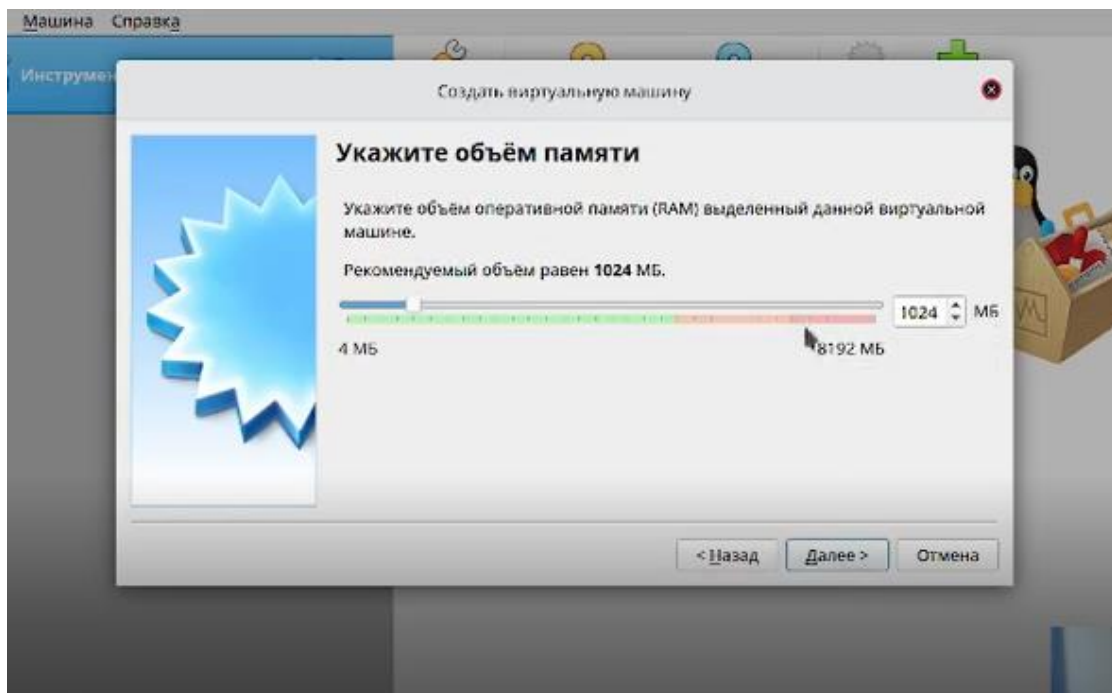 Машина Справка
Инструмен
Создать виртуальную машину
Укажите объём памяти
Укажите объём оперативной памяти (RAM) выделенный данной виртуальной
машине.
Рекомендуемый объём равен 1024 МБ.
1024 МБ
4 МБ 8192 МБ
< Назад Далее > Отмена